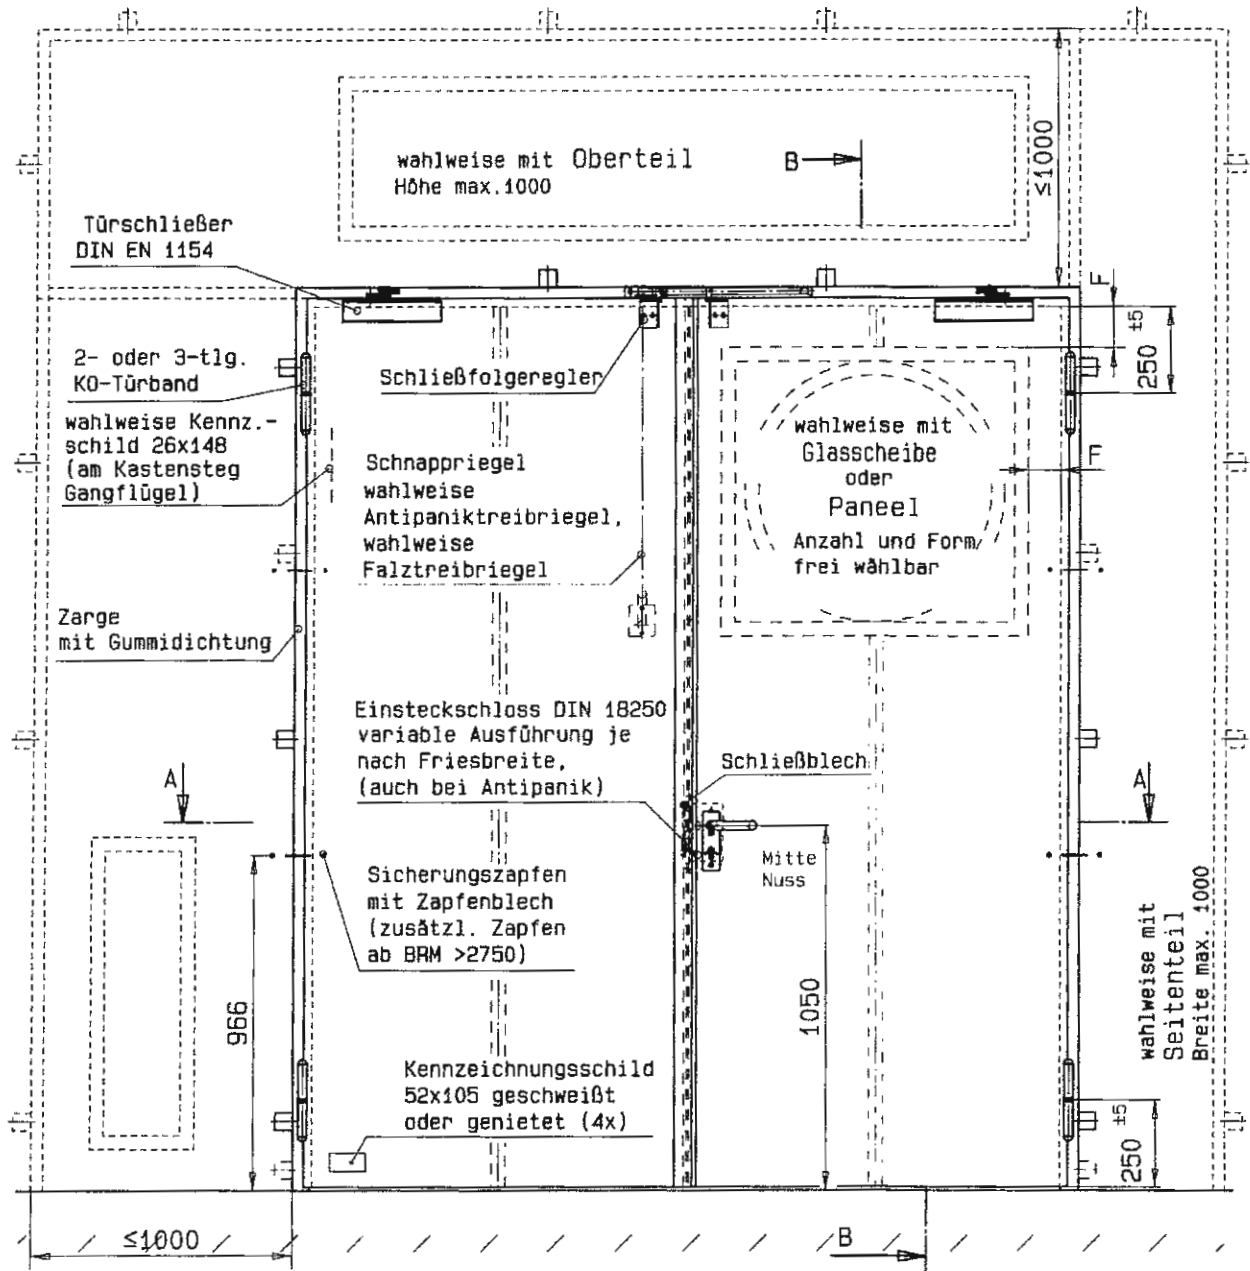 wahlweise mit Oberteil
Höhe max.1000
B
≤1000
Türschließer
DIN EN 1154
F
250 ±5
2- oder 3-tlg.
KO-Türband
Schließfolgeregler
wahlweise Kennz.-
schild 26x148
(am Kastensteg
Gangflügel)
Schnappriegel
wahlweise
Antipaniktreibriegel,
wahlweise
Falztreibriegel
wahlweise mit
Glasscheibe
oder
Paneel
Anzahl und Form
frei wählbar
F
Zarge
mit Gummidichtung
Einsteckschloss DIN 18250
variable Ausführung je
nach Friesbreite,
(auch bei Antipanik)
Schließblech
A
A
Mitte
Nuss
Sicherungszapfen
mit Zapfenblech
(zusätzl. Zapfen
ab BRM >2750)
966
1050
wahlweise mit
Seitenteil
Breite max. 1000
Kennzeichnungsschild
52x105 geschweißt
oder genietet (4x)
250 ±5
≤1000
B